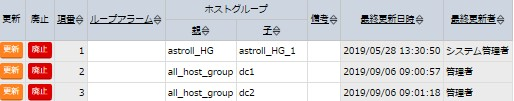 ホストグループ
更新 廃止 項番 ループアラーム 親 子 備考 最終更新日時 最終更新者
更新 廃止 1 astroll_HG astroll_HG_1 2019/05/28 13:30:50 システム管理者
更新 廃止 2 all_host_group dc1 2019/09/06 09:00:57 管理者
更新 廃止 3 all_host_group dc2 2019/09/06 09:01:18 管理者